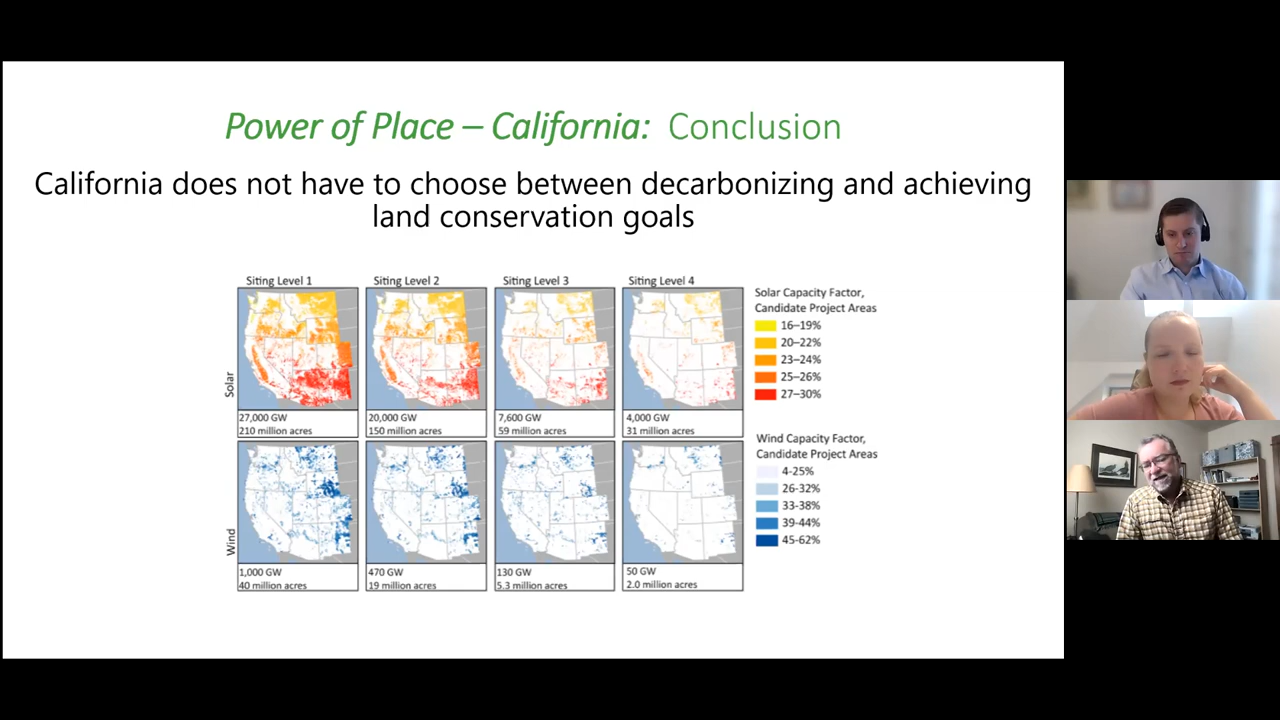 Power of Place – California: Conclusion
California does not have to choose between decarbonizing and achieving
land conservation goals
Siting Level 1
Siting Level 2
Siting Level 3
Siting Level 4
Solar
27,000 GW
210 million acres
20,000 GW
150 million acres
7,600 GW
59 million acres
4,000 GW
31 million acres
Solar Capacity Factor,
Candidate Project Areas
16–19%
20–22%
23–24%
25–26%
27–30%
Wind
1,000 GW
40 million acres
470 GW
19 million acres
130 GW
5.3 million acres
50 GW
2.0 million acres
Wind Capacity Factor,
Candidate Project Areas
4-25%
26-32%
33-38%
39-44%
45-62%